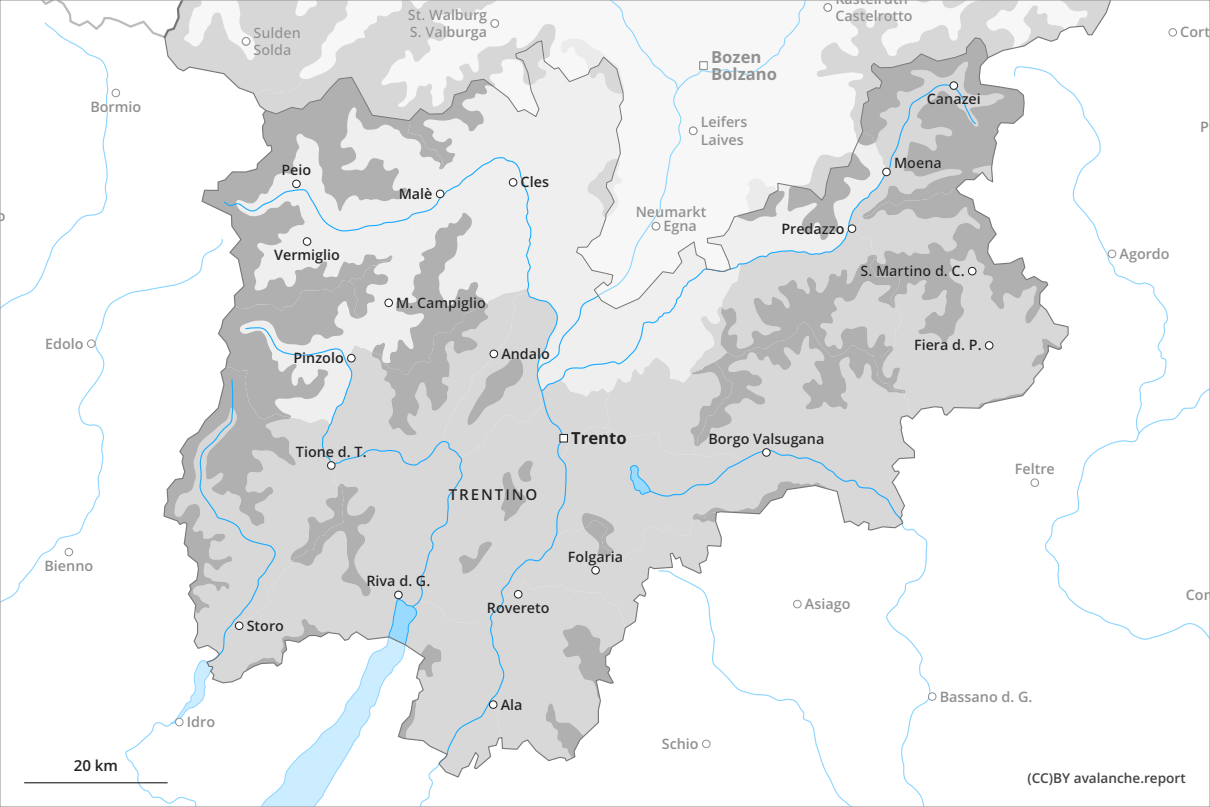 Kastelruth
Castelrotto
St. Walburg
S. Valburga
Sulden
Solda
Cort
Bozen
Bolzano
Bormio
Canazei
Leifers
Laives
P
Moena
Peio
Malè
Cles
Neumarkt
Egna
Predazzo
Vermiglio
Agordo
S. Martino d. C.
M. Campiglio
Edolo
Pinzolo
Andalo
Fiera d. P.
Trento
Borgo Valsugana
Tione d. T.
Feltre
TRENTINO
Bienno
Folgaria
Riva d. G.
Rovereto
Asiago
Cor
Storo
Bassano d. G.
Ala
Idro
Schio
20 km
(CC)BY avalanche.report